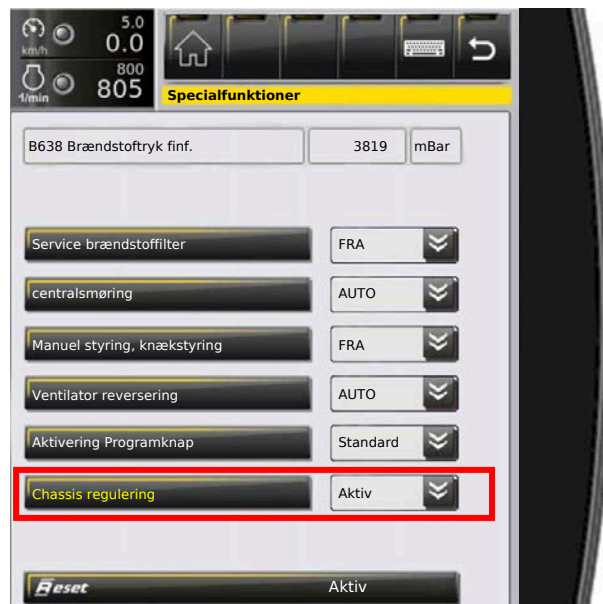 5.0
km/h 0.0
800
1/min 805
Specialfunktioner
B638 Brændstoftryk finf. 3819 mBar
Service brændstoffilter FRA
centralsmøring AUTO
Manuel styring, knækstyring FRA
Ventilator reversering AUTO
Aktivering Programknap Standard
Chassis regulering Aktiv
Reset Aktiv